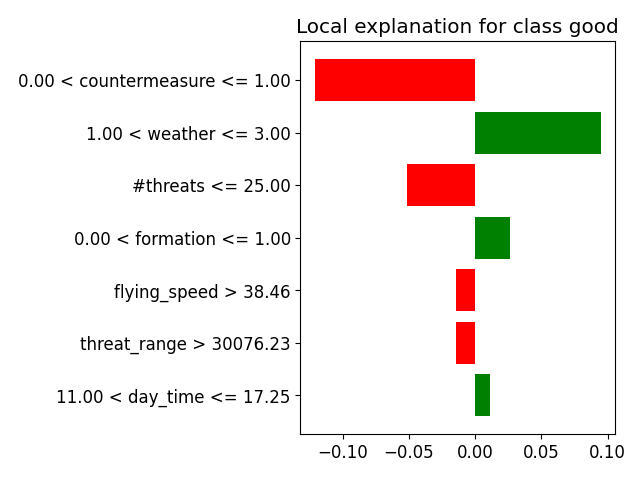 Local explanation for class good
0.00 < countermeasure <= 1.00
1.00 < weather <= 3.00
#threats <= 25.00
0.00 < formation <= 1.00
flying_speed > 38.46
threat_range > 30076.23
11.00 < day_time <= 17.25
−0.10 −0.05 0.00 0.05 0.10